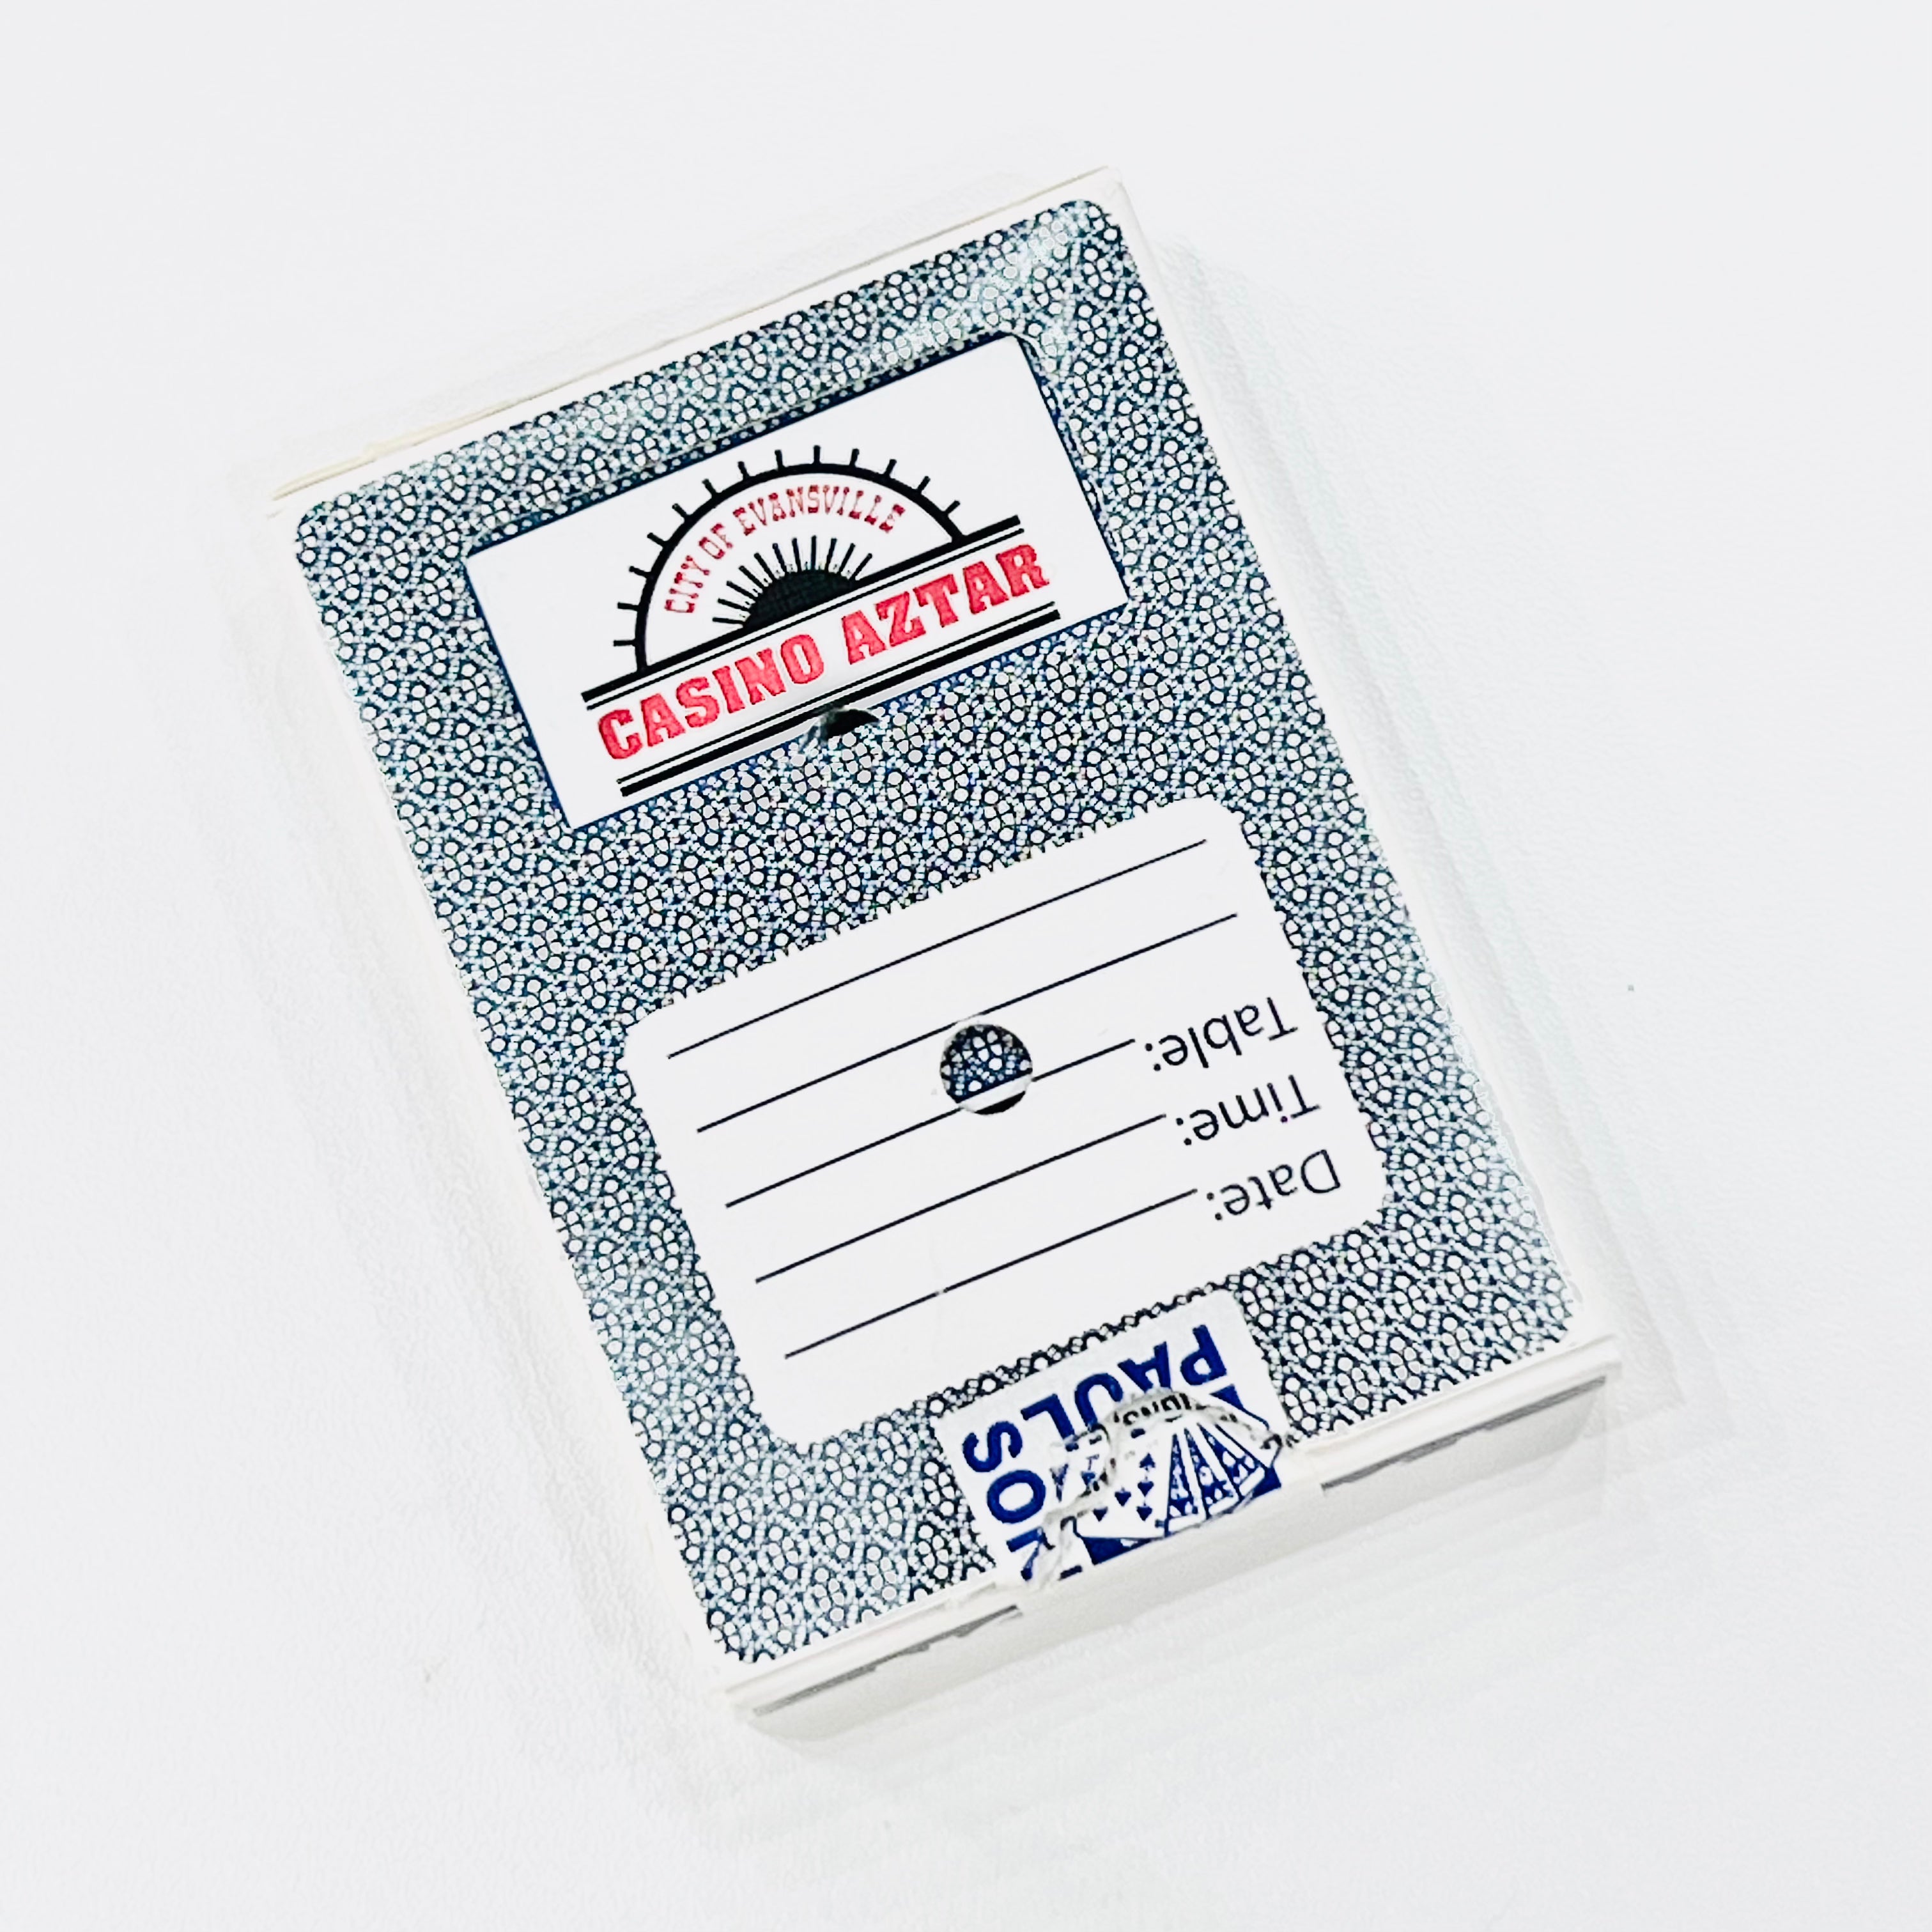 CITY OF EVANSVILLE
CASINO AZTAR
Date:
Time:
Table:
PAULSON